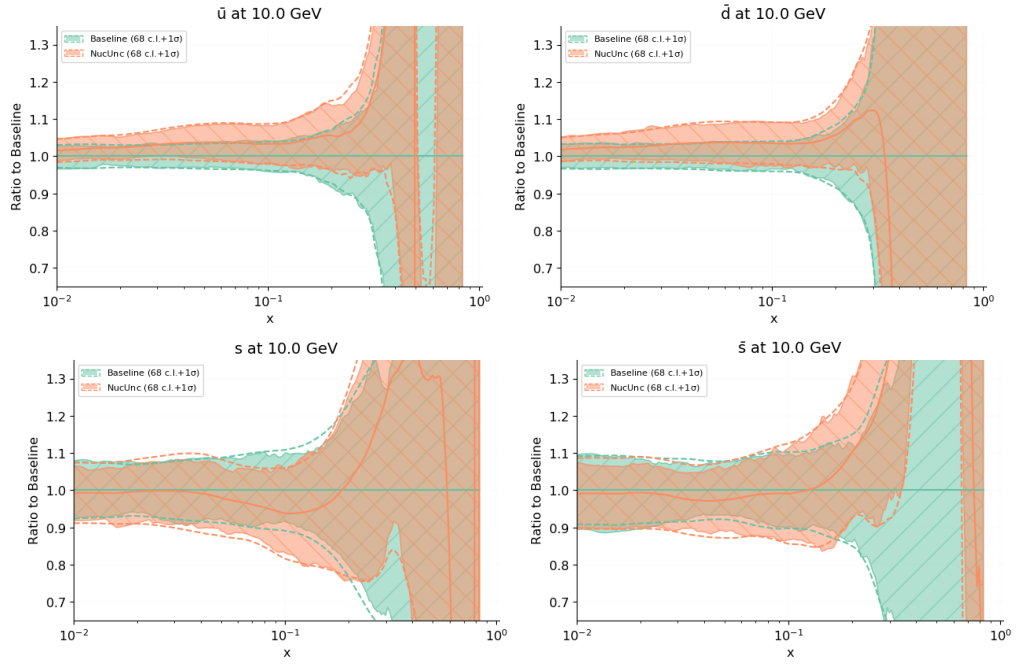 ū at 10.0 GeV
Baseline (68 c.l.+1σ)
NucUnc (68 c.l.+1σ)
Ratio to Baseline
1.3
1.2
1.1
1.0
0.9
0.8
0.7
10⁻²
10⁻¹
10⁰
x
d̄ at 10.0 GeV
Baseline (68 c.l.+1σ)
NucUnc (68 c.l.+1σ)
Ratio to Baseline
1.3
1.2
1.1
1.0
0.9
0.8
0.7
10⁻²
10⁻¹
10⁰
x
s at 10.0 GeV
Baseline (68 c.l.+1σ)
NucUnc (68 c.l.+1σ)
Ratio to Baseline
1.3
1.2
1.1
1.0
0.9
0.8
0.7
10⁻²
10⁻¹
10⁰
x
s̄ at 10.0 GeV
Baseline (68 c.l.+1σ)
NucUnc (68 c.l.+1σ)
Ratio to Baseline
1.3
1.2
1.1
1.0
0.9
0.8
0.7
10⁻²
10⁻¹
10⁰
x